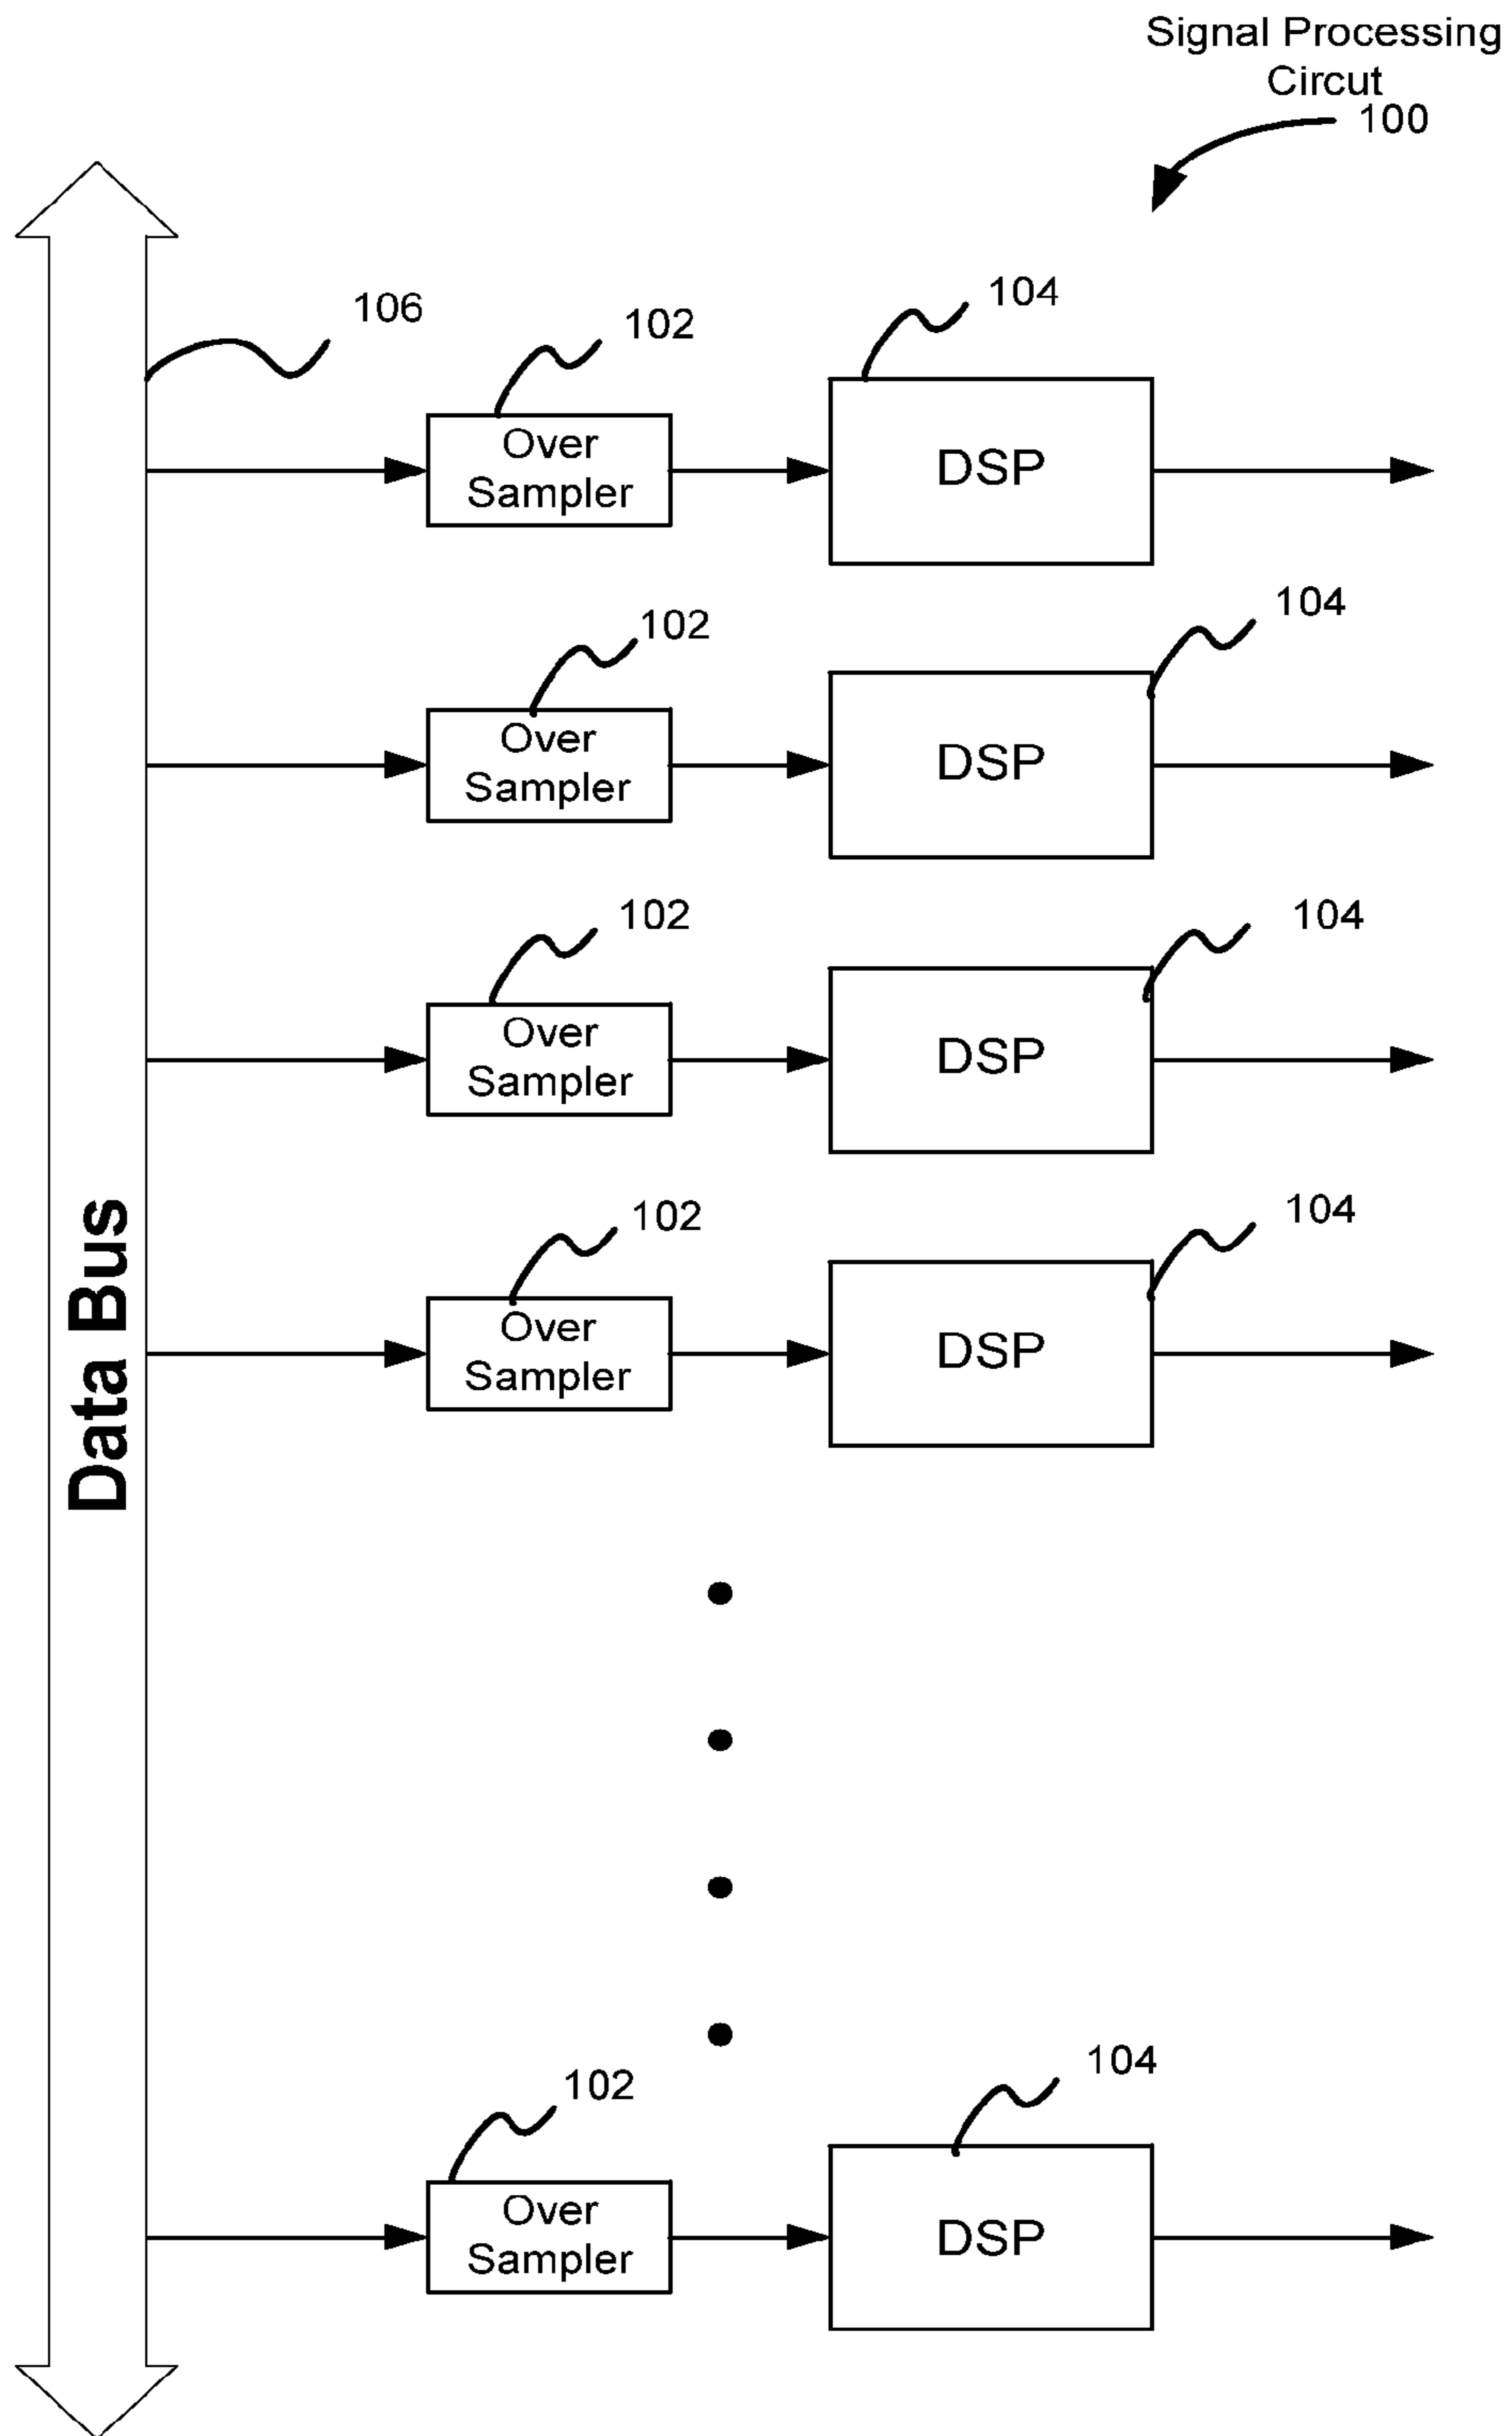 Signal Processing
Circut
100
106
102
104
Over
Sampler
DSP
102
104
Over
Sampler
DSP
102
104
Over
Sampler
DSP
102
104
Over
Sampler
DSP
Data Bus
102
104
Over
Sampler
DSP